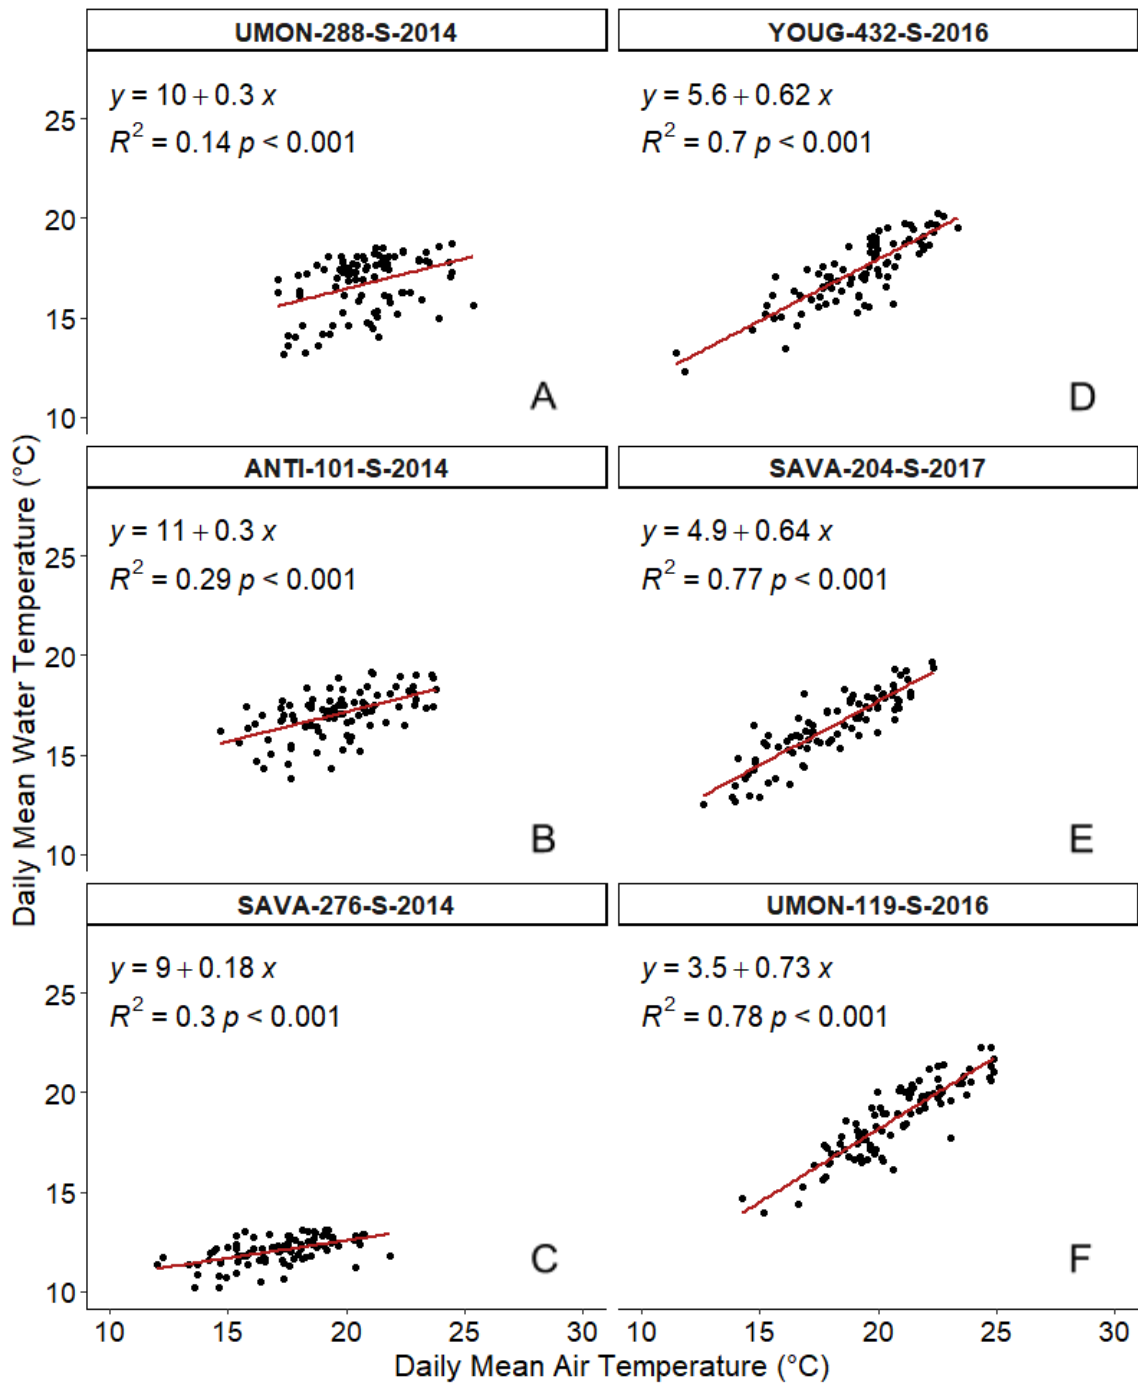 UMON-288-S-2014
y = 10 + 0.3 x
R² = 0.14 p < 0.001
25
20
15
10
A
YOUG-432-S-2016
y = 5.6 + 0.62 x
R² = 0.7 p < 0.001
D
ANTI-101-S-2014
y = 11 + 0.3 x
R² = 0.29 p < 0.001
25
20
15
10
B
SAVA-204-S-2017
y = 4.9 + 0.64 x
R² = 0.77 p < 0.001
E
SAVA-276-S-2014
y = 9 + 0.18 x
R² = 0.3 p < 0.001
25
20
15
10
C
UMON-119-S-2016
y = 3.5 + 0.73 x
R² = 0.78 p < 0.001
F
10 15 20 25 30
10 15 20 25 30
Daily Mean Air Temperature (°C)
Daily Mean Water Temperature (°C)